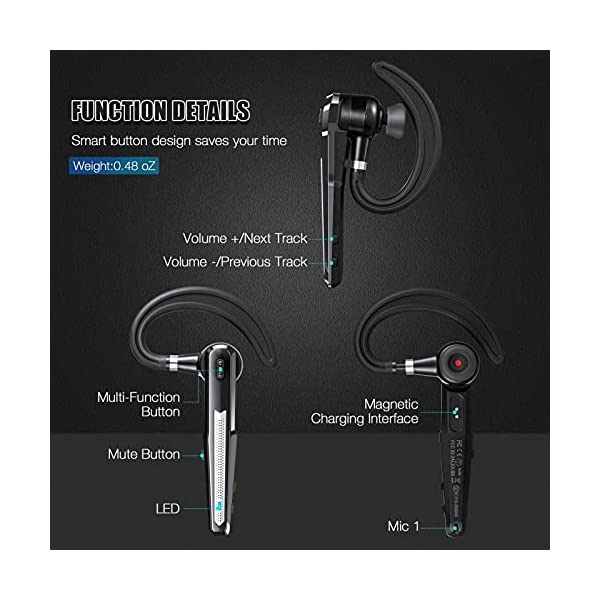 FUNCTION DETAILS
Smart button design saves your time
Weight:0.48 oZ
Volume +/Next Track
Volume -/Previous Track
Multi-Function
Button
Magnetic
Charging Interface
Mute Button
LED
Mic 1